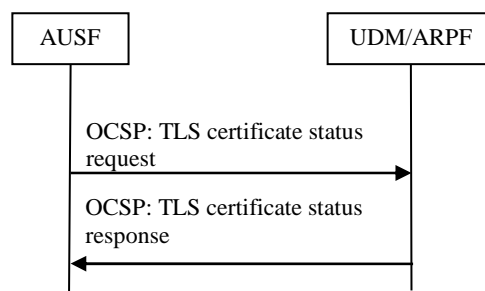 AUSF
UDM/ARPF
OCSP: TLS certificate status
request
OCSP: TLS certificate status
response